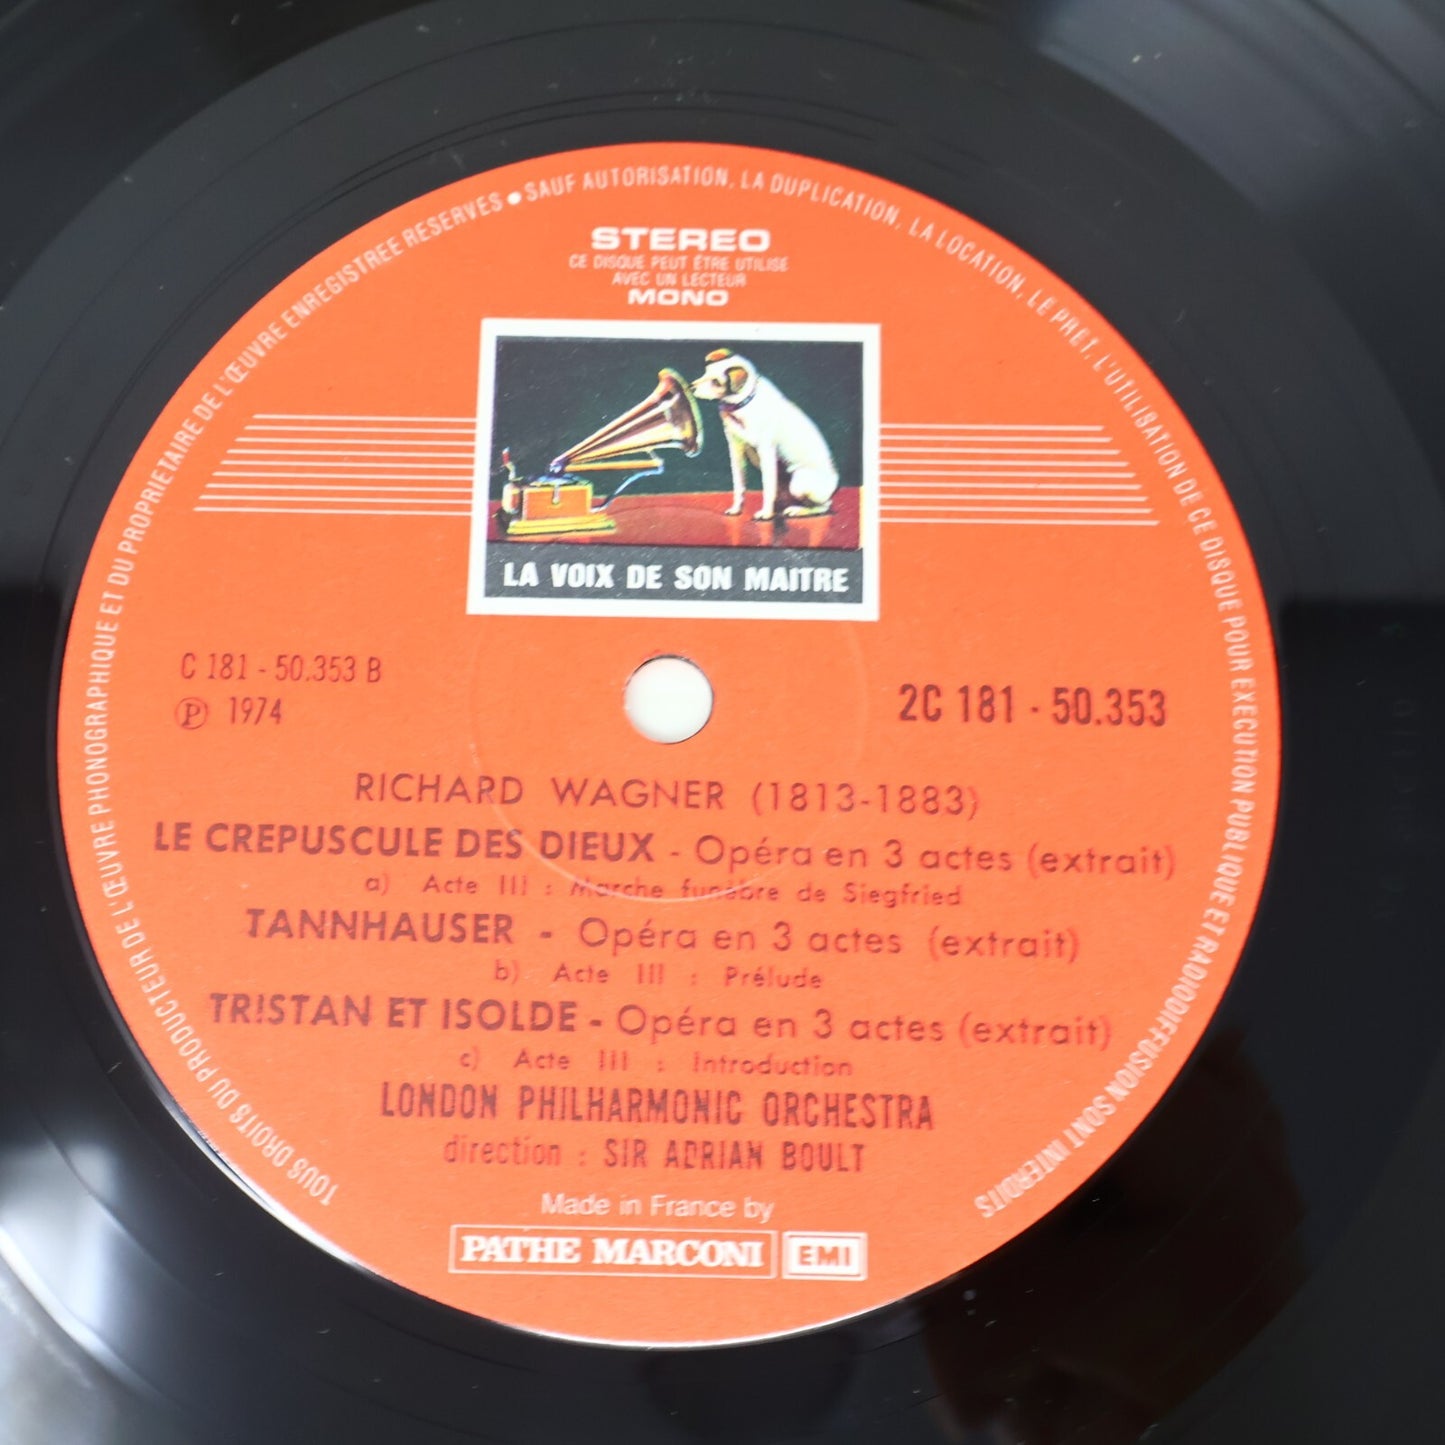 TOUS DROITS DU PRODUCTEUR DE L'ŒUVRE PHONOGRAPHIQUE ET DU PROPRIETAIRE DE L'ŒUVRE ENREGISTREE RESERVES • SAUF AUTORISATION, LA DUPLICATION, LA LOCATION, LE PRET, L'UTILISATION DE CE DISQUE POUR EXECUTION PUBLIQUE ET RADIODIFFUSION SONT INTERDITS
STEREO
CE DISQUE PEUT ÊTRE UTILISE
AVEC UN LECTEUR
MONO
LA VOIX DE SON MAITRE
C 181 - 50.353 B
℗ 1974
2C 181 - 50.353
RICHARD WAGNER (1813-1883)
LE CREPUSCULE DES DIEUX - Opéra en 3 actes (extrait)
a) Acte III : Marche funèbre de Siegfried
TANNHAUSER - Opéra en 3 actes (extrait)
b) Acte III : Prélude
TRISTAN ET ISOLDE - Opéra en 3 actes (extrait)
c) Acte III : Introduction
LONDON PHILHARMONIC ORCHESTRA
direction : SIR ADRIAN BOULT
Made in France by
PATHE MARCONI EMI